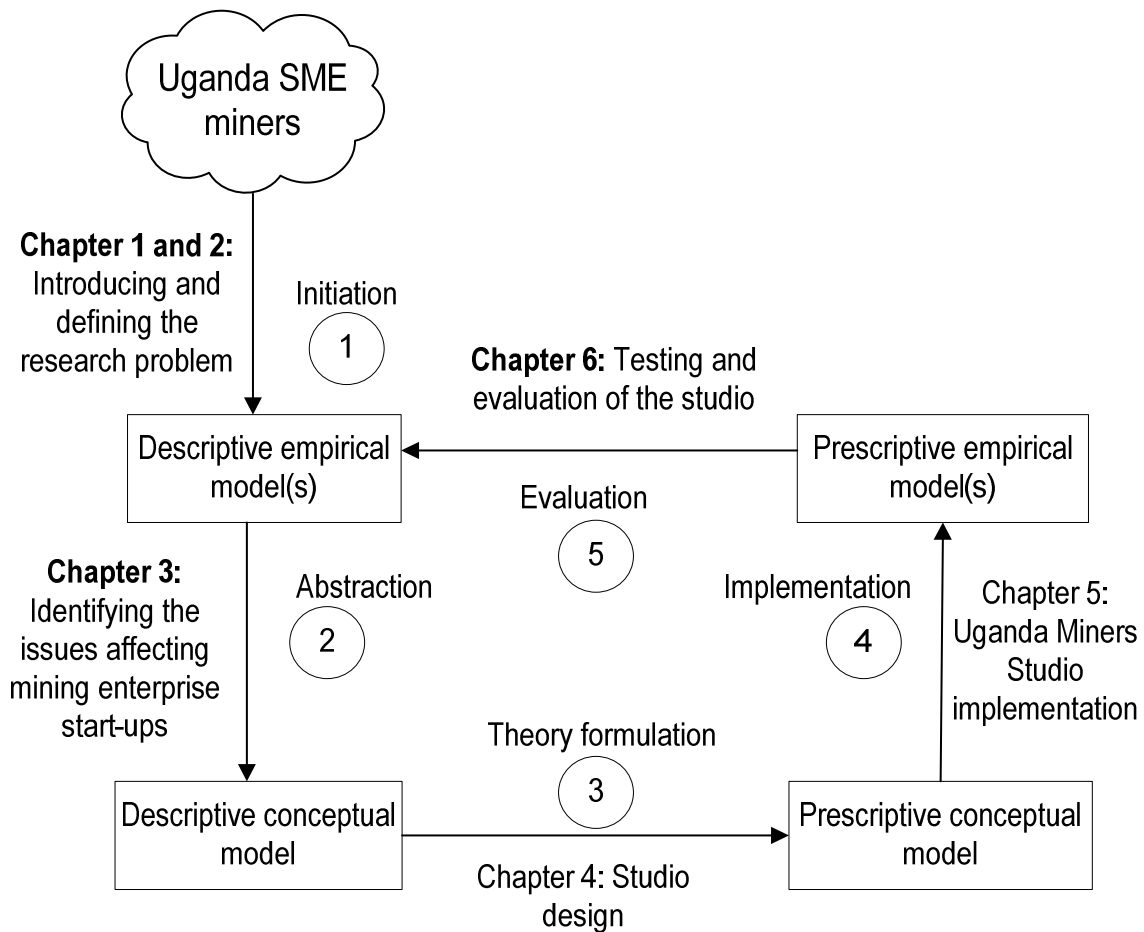 Uganda SME
miners
Chapter 1 and 2:
Introducing and
defining the
research problem
Initiation
1
Chapter 6: Testing and
evaluation of the studio
Descriptive empirical
model(s)
Prescriptive empirical
model(s)
Evaluation
5
Chapter 3:
Identifying the
issues affecting
mining enterprise
start-ups
Abstraction
2
Implementation
4
Chapter 5:
Uganda Miners
Studio
implementation
Theory formulation
3
Descriptive conceptual
model
Prescriptive conceptual
model
Chapter 4: Studio
design